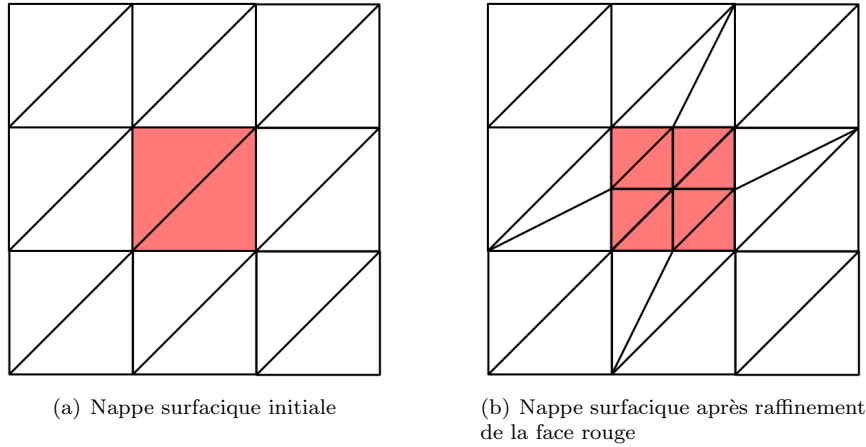 (a) Nappe surfacique initiale
(b) Nappe surfacique après raffinement
de la face rouge